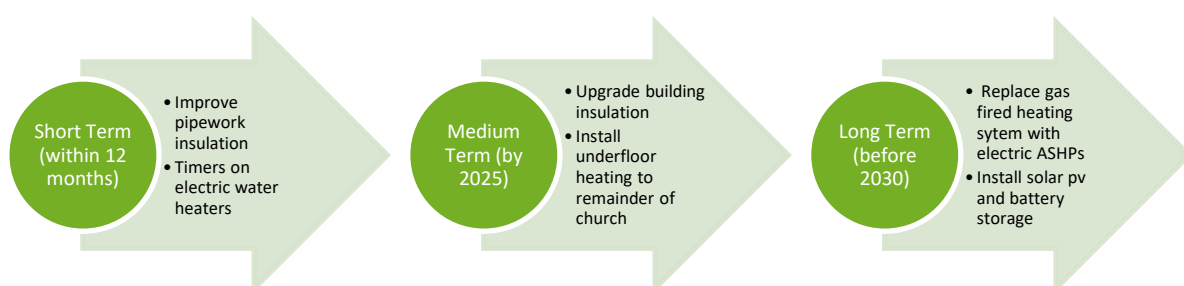 Short Term
(within 12
months)
• Improve
pipework
insulation
• Timers on
electric water
heaters
Medium
Term (by
2025)
• Upgrade building
insulation
• Install
underfloor
heating to
remainder of
church
Long Term
(before
2030)
• Replace gas
fired heating
sytem with
electric ASHPs
• Install solar pv
and battery
storage